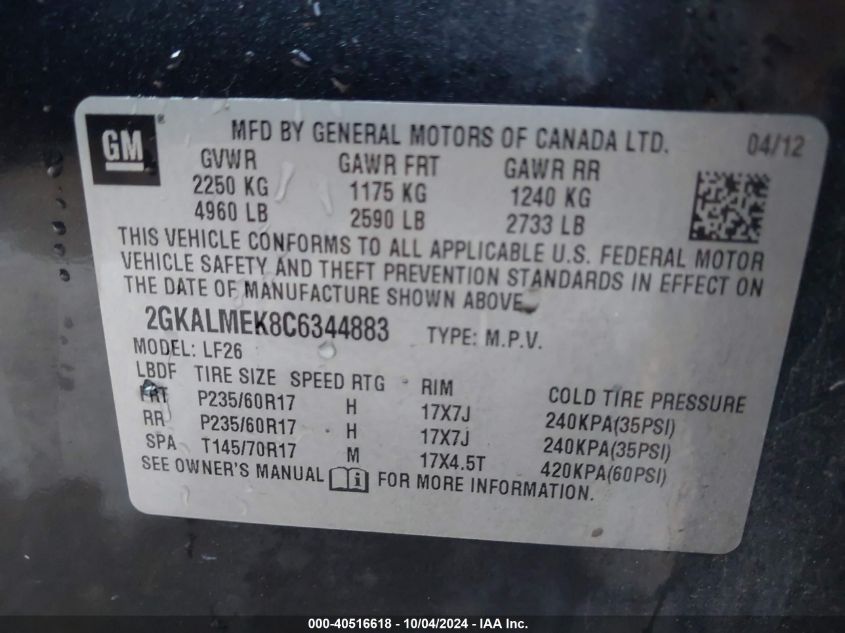 GM ® MFD BY GENERAL MOTORS OF CANADA LTD. 04/12
GVWR GAWR FRT GAWR RR
2250 KG 1175 KG 1240 KG
4960 LB 2590 LB 2733 LB
THIS VEHICLE CONFORMS TO ALL APPLICABLE U.S. FEDERAL MOTOR
VEHICLE SAFETY AND THEFT PREVENTION STANDARDS IN EFFECT ON
THE DATE OF MANUFACTURE SHOWN ABOVE.
2GKALMEK8C6344883 TYPE: M.P.V.
MODEL: LF26
LBDF TIRE SIZE SPEED RTG RIM COLD TIRE PRESSURE
FRT P235/60R17 H 17X7J 240KPA(35PSI)
RR P235/60R17 H 17X7J 240KPA(35PSI)
SPA T145/70R17 M 17X4.5T 420KPA(60PSI)
SEE OWNER'S MANUAL i FOR MORE INFORMATION.
000-40516618 - 10/04/2024 - IAA Inc.